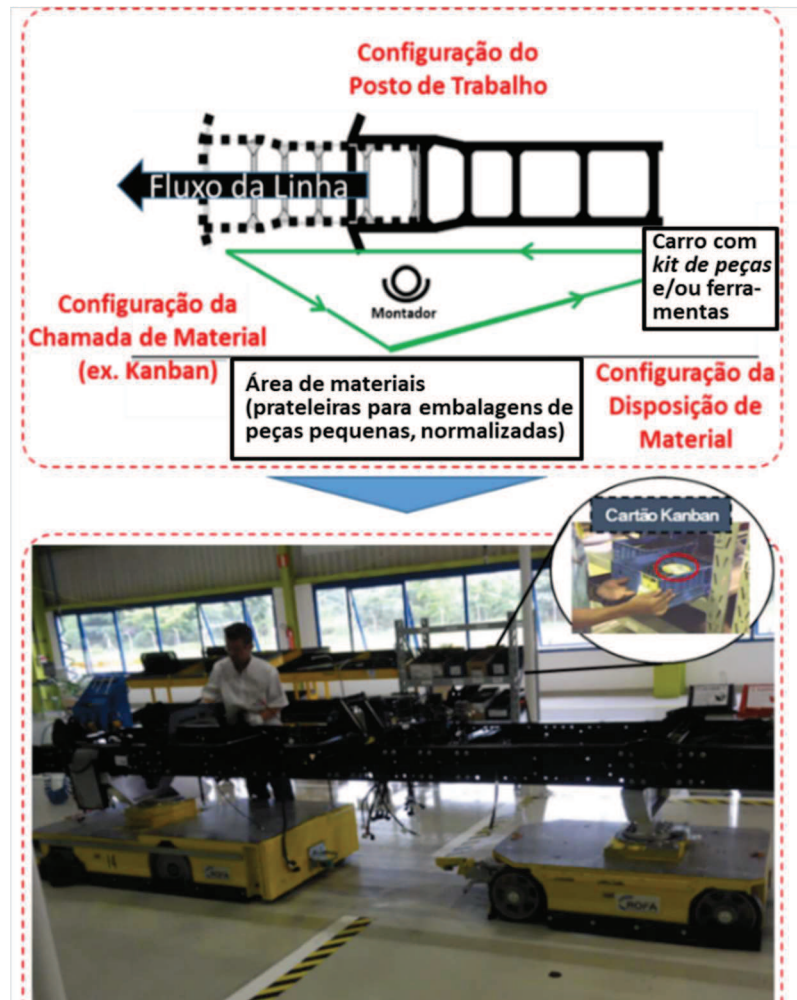 Configuração do
Posto de Trabalho
Fluxo da Linha
Carro com
kit de peças
e/ou ferra-
mentas
Montador
Configuração da
Chamada de Material
(ex. Kanban)
Área de materiais
(prateleiras para embalagens de
peças pequenas, normalizadas)
Configuração da
Disposição de
Material
Cartão Kanban
14
ROFA
ROFA